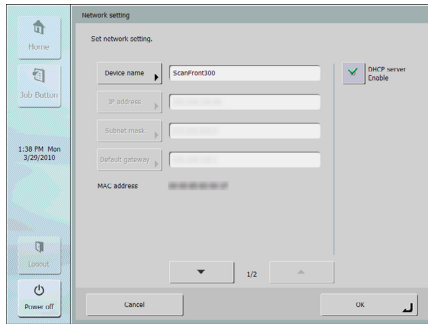 Network setting
Home
Set network setting.
Device name
ScanFront300
DHCP server
Enable
IP address
Job Button
Subnet mask
1:38 PM Mon
3/29/2010
Default gateway
MAC address
Logout
1/2
Power off
Cancel
OK